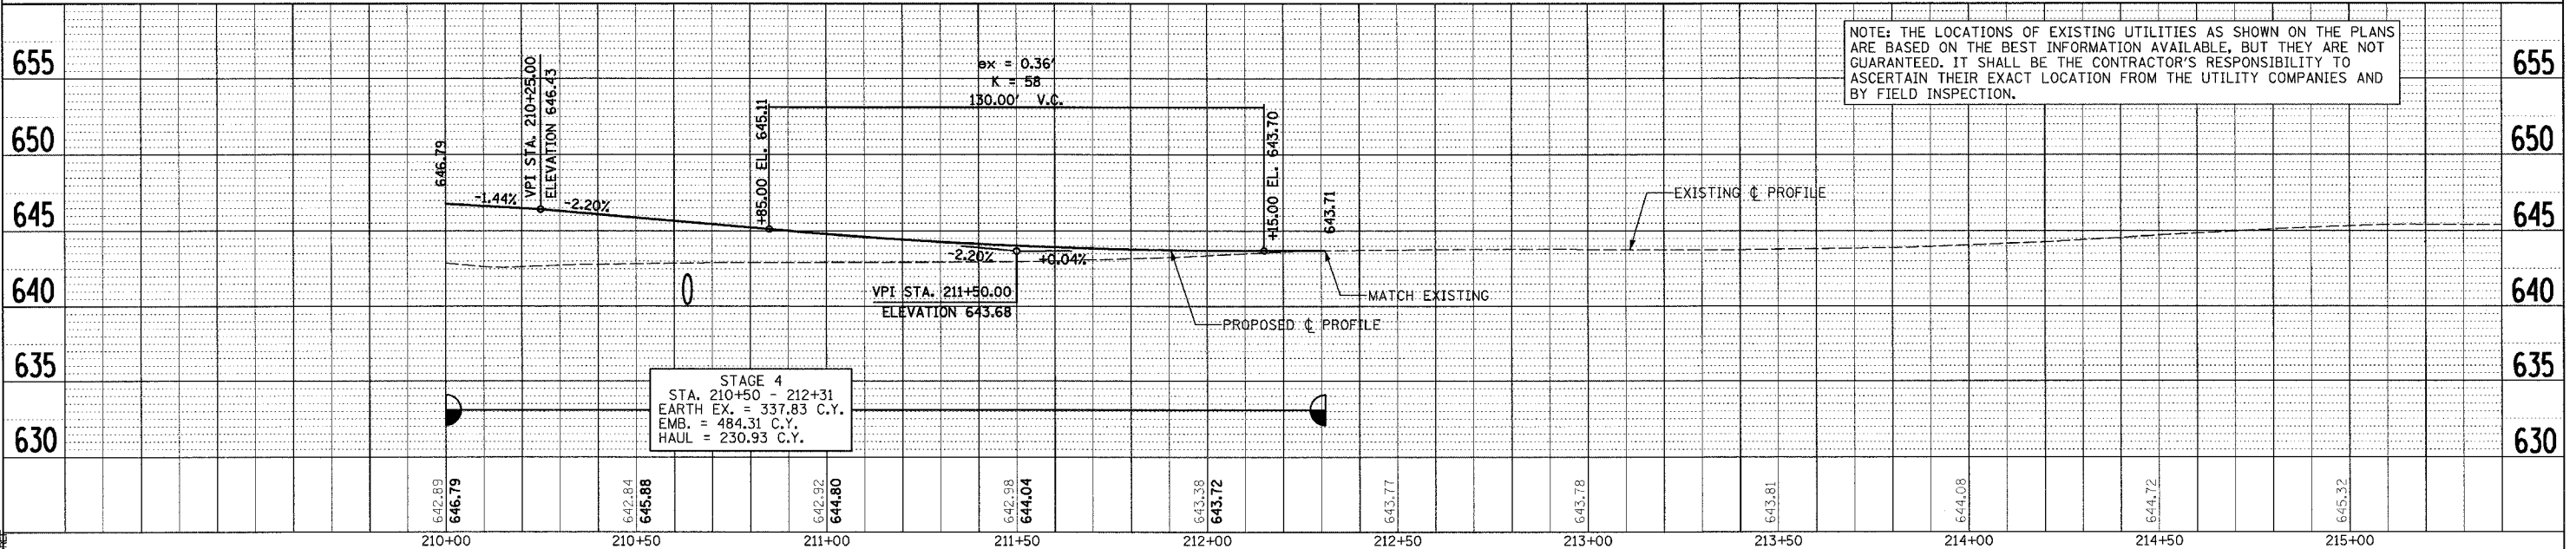 NOTE: THE LOCATIONS OF EXISTING UTILITIES AS SHOWN ON THE PLANS
ARE BASED ON THE BEST INFORMATION AVAILABLE, BUT THEY ARE NOT
GUARANTEED. IT SHALL BE THE CONTRACTOR'S RESPONSIBILITY TO
ASCERTAIN THEIR EXACT LOCATION FROM THE UTILITY COMPANIES AND
BY FIELD INSPECTION.
655
655
650
650
645
645
640
640
635
635
630
630
ex = 0.36'
K = 58
130.00' V.C.
646.79
VPI STA. 210+25.00
ELEVATION 646.43
+85.00 EL. 645.11
+15.00 EL. 643.70
643.71
-1.44%
-2.20%
-2.20%
+0.04%
EXISTING ℄ PROFILE
0
VPI STA. 211+50.00
ELEVATION 643.68
MATCH EXISTING
PROPOSED ℄ PROFILE
STAGE 4
STA. 210+50 - 212+31
EARTH EX. = 337.83 C.Y.
EMB. = 484.31 C.Y.
HAUL = 230.93 C.Y.
642.89
646.79
642.84
645.88
642.92
644.80
642.98
644.04
643.38
643.72
643.77
643.78
643.81
644.08
644.72
645.32
210+00
210+50
211+00
211+50
212+00
212+50
213+00
213+50
214+00
214+50
215+00